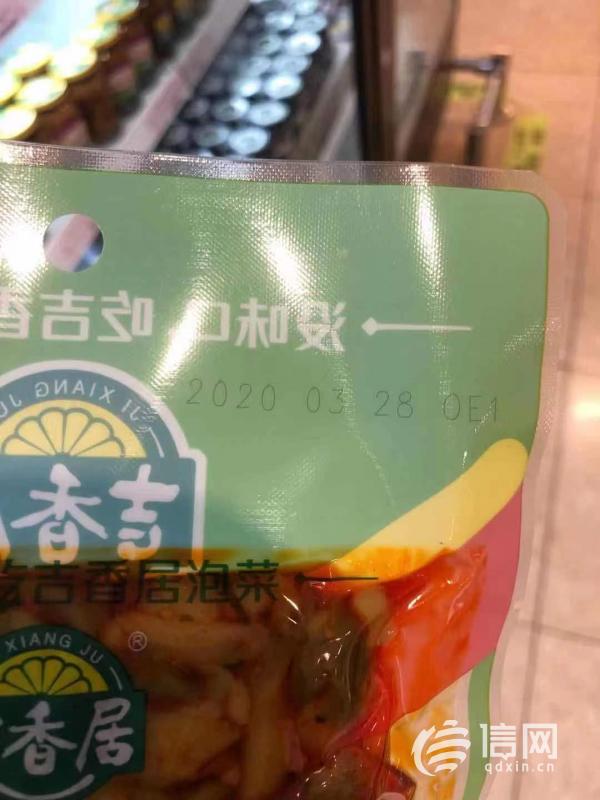 没味口 吃吉香
2020 03 28 OE1
JI XIANG JU
吉香
吃吉香居泡菜
XIANG JU
®
香居
信网
qdxin.cn